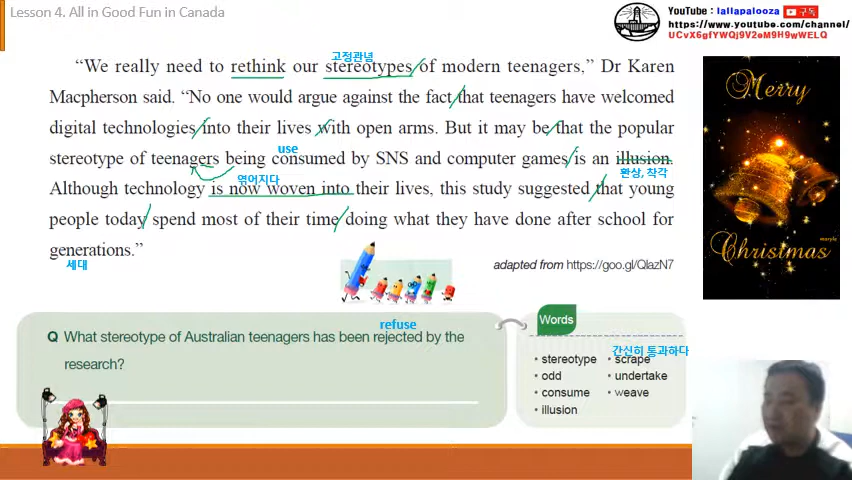 Lesson 4. All in Good Fun in Canada
YouTube : lallapalooza 구독
https://www.youtube.com/channel/
UCvX6gfYWQj9V2eM9H9wWELQ
고정관념
“We really need to rethink our stereotypes of modern teenagers,” Dr Karen
Macpherson said. “No one would argue against the fact that teenagers have welcomed
digital technologies into their lives with open arms. But it may be that the popular
use
stereotype of teenagers being consumed by SNS and computer games is an illusion.
엮어지다
환상, 착각
Although technology is now woven into their lives, this study suggested that young
people today spend most of their time doing what they have done after school for
generations.”
세대
adapted from https://goo.gl/QlazN7
Merry
Christmas
refuse
Q What stereotype of Australian teenagers has been rejected by the
research?
Words
간신히 통과하다
• stereotype • scrape
• odd • undertake
• consume • weave
• illusion